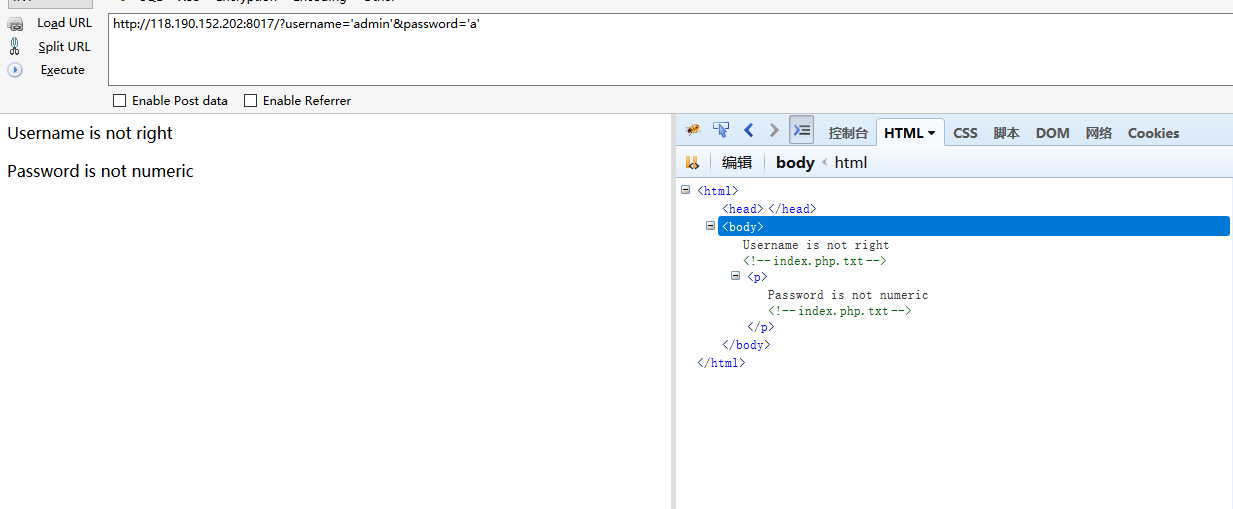 Load URL
http://118.190.152.202:8017/?username='admin'&password='a'
Split URL
Execute
Enable Post data Enable Referrer
Username is not right
Password is not numeric
控制台 HTML CSS 脚本 DOM 网络 Cookies
编辑 body < html
<html>
<head> </head>
<body>
Username is not right
<!--index.php.txt-->
<p>
Password is not numeric
<!--index.php.txt-->
</p>
</body>
</html>